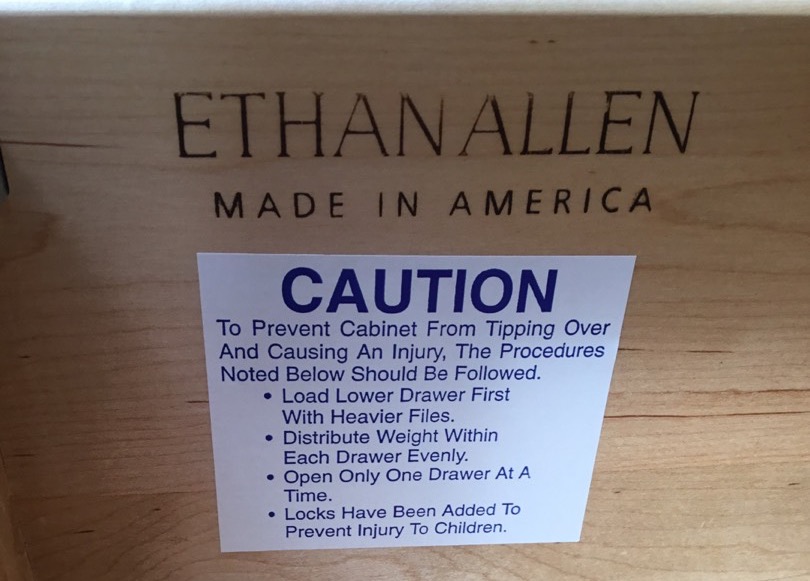 ETHAN ALLEN
MADE IN AMERICA
CAUTION
To Prevent Cabinet From Tipping Over
And Causing An Injury, The Procedures
Noted Below Should Be Followed.
• Load Lower Drawer First
With Heavier Files.
• Distribute Weight Within
Each Drawer Evenly.
• Open Only One Drawer At A
Time.
• Locks Have Been Added To
Prevent Injury To Children.